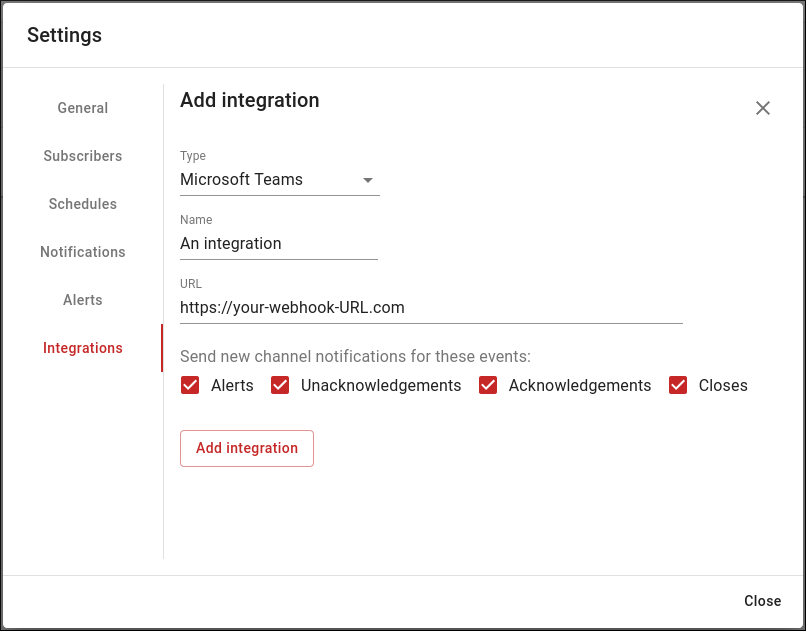 Settings
General
Subscribers
Schedules
Notifications
Alerts
Integrations
Add integration
Type
Microsoft Teams
Name
An integration
URL
https://your-webhook-URL.com
Send new channel notifications for these events:
Alerts Unacknowledgements Acknowledgements Closes
Add integration
Close